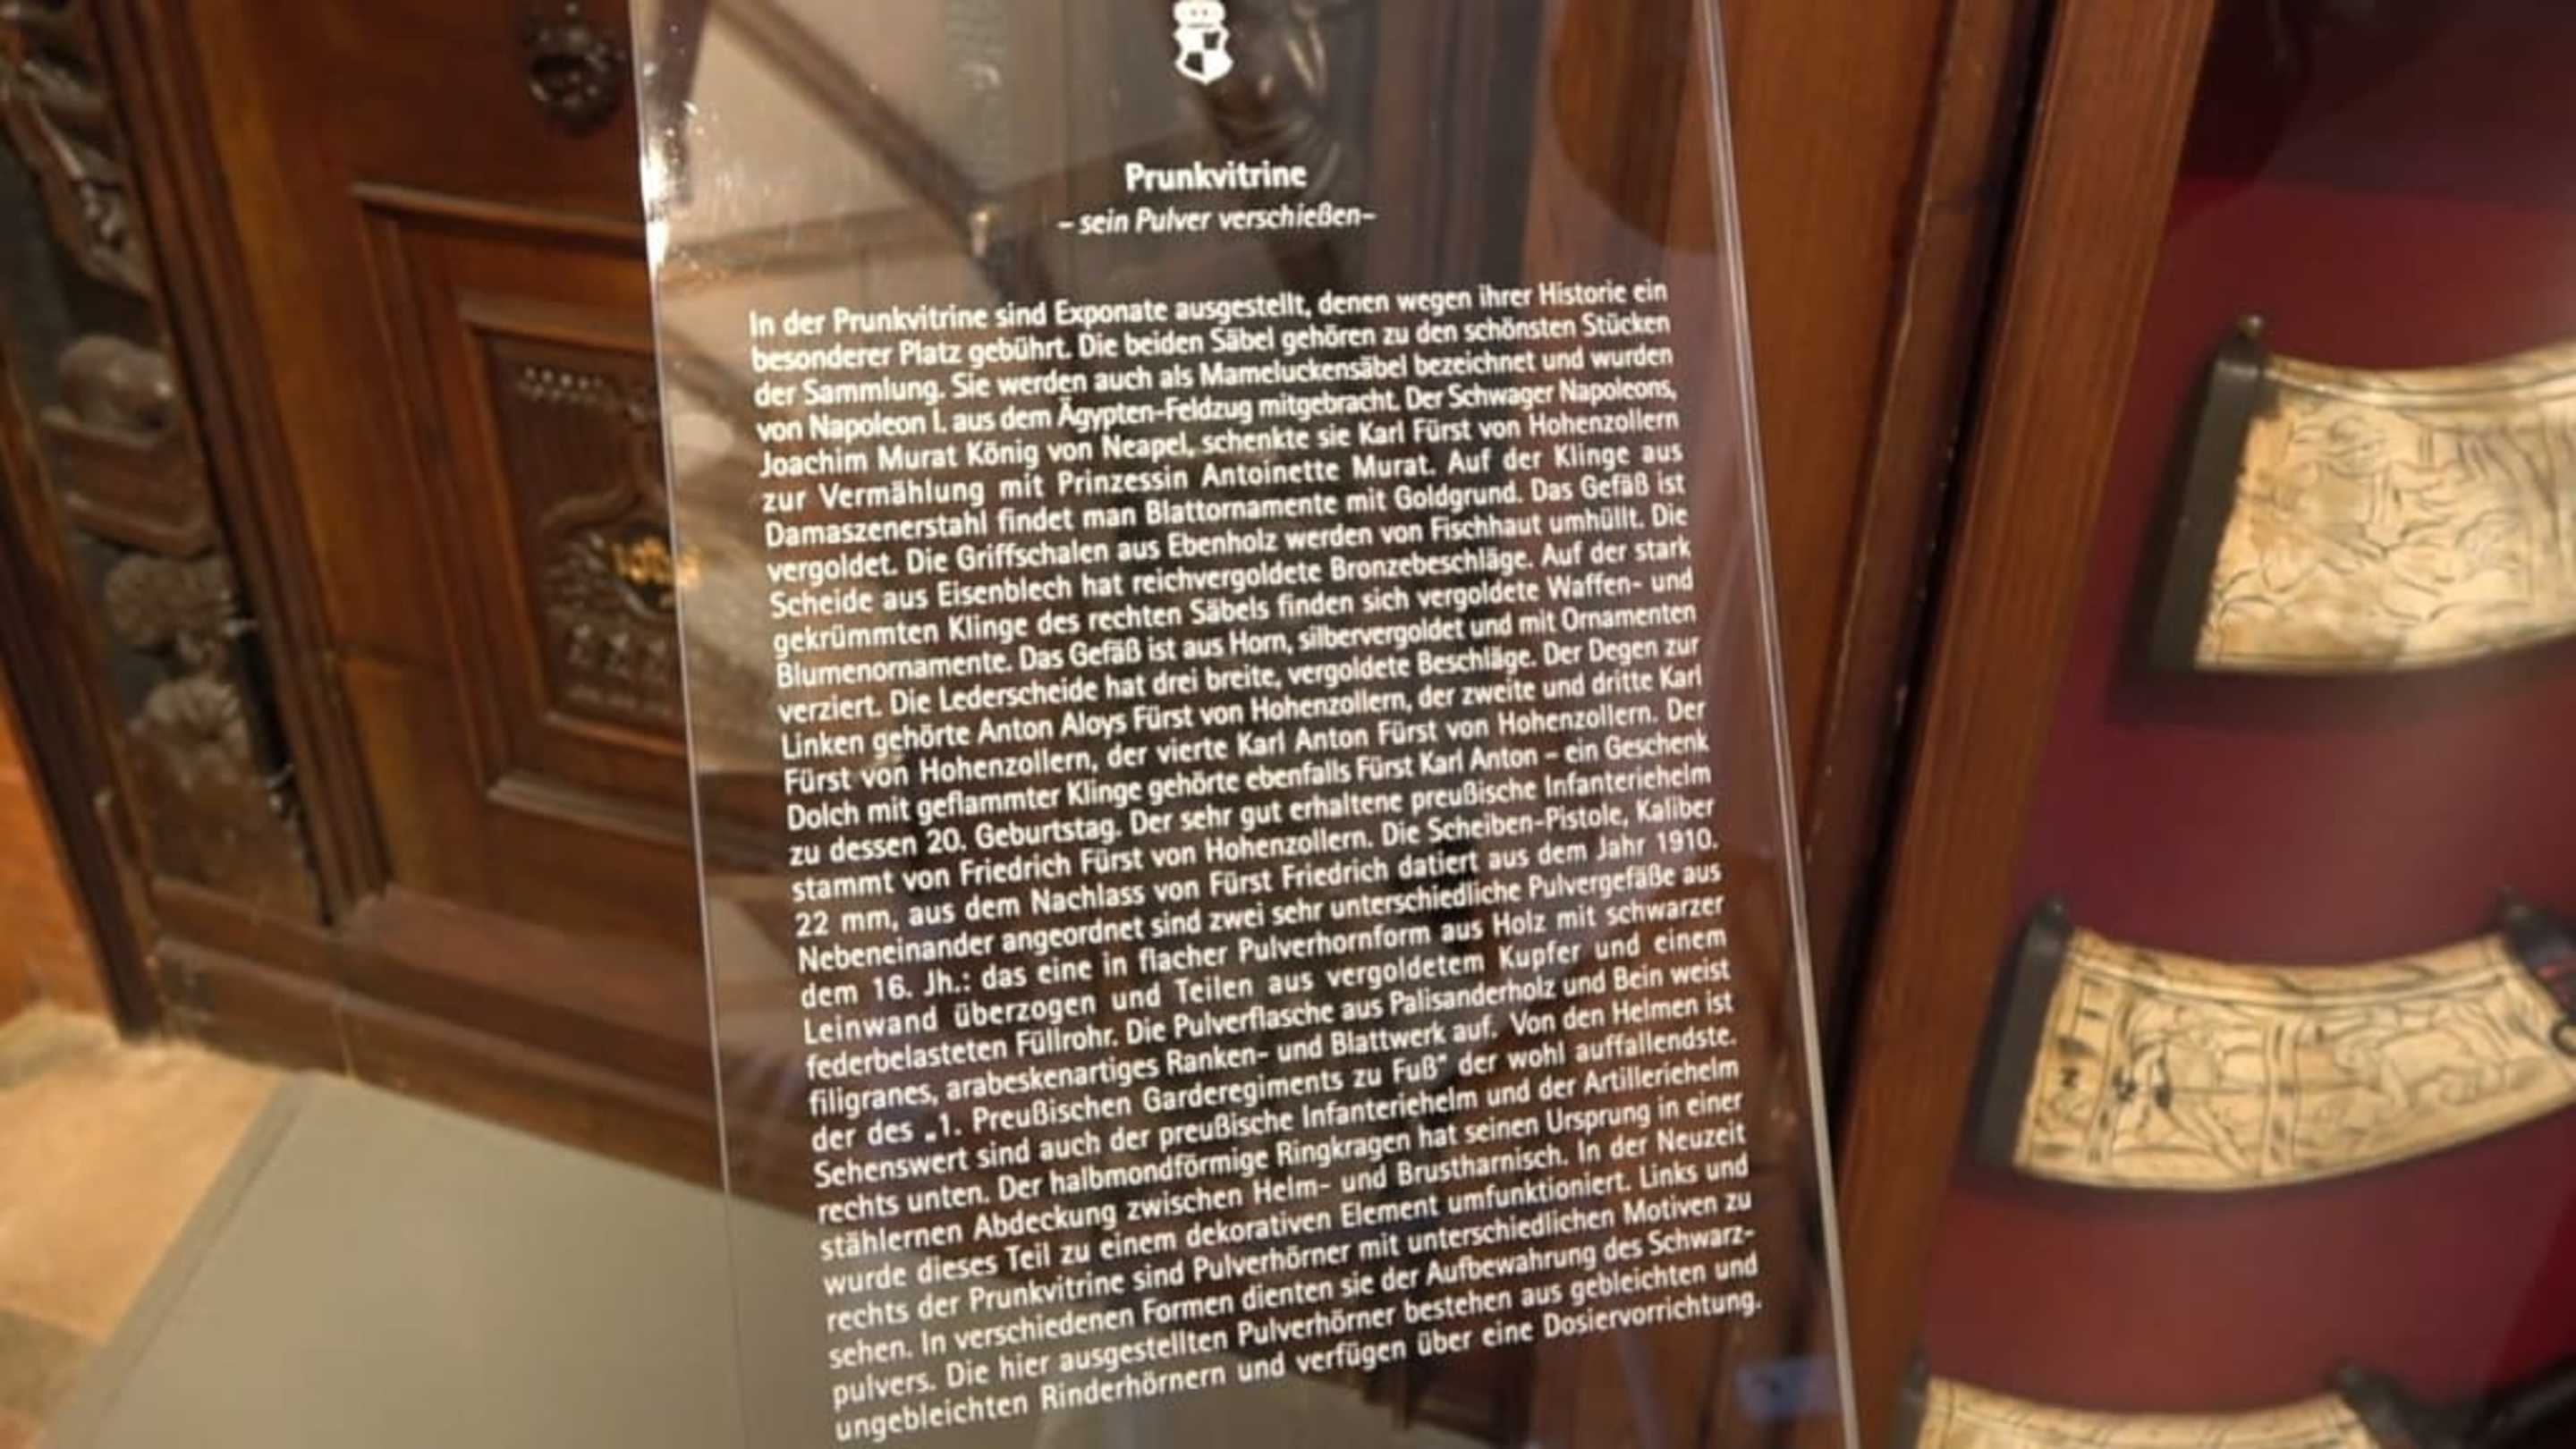 Prunkvitrine
– sein Pulver verschießen–
In der Prunkvitrine sind Exponate ausgestellt, denen wegen ihrer Historie ein
besonderer Platz gebührt. Die beiden Säbel gehören zu den schönsten Stücken
der Sammlung. Sie werden auch als Mameluckensäbel bezeichnet und wurden
von Napoleon I. aus dem Ägypten-Feldzug mitgebracht. Der Schwager Napoleons,
Joachim Murat König von Neapel, schenkte sie Karl Fürst von Hohenzollern
zur Vermählung mit Prinzessin Antoinette Murat. Auf der Klinge aus
Damaszenerstahl findet man Blattornamente mit Goldgrund. Das Gefäß ist
vergoldet. Die Griffschalen aus Ebenholz werden von Fischhaut umhüllt. Die
Scheide aus Eisenblech hat reichvergoldete Bronzebeschläge. Auf der stark
gekrümmten Klinge des rechten Säbels finden sich vergoldete Waffen- und
Blumenornamente. Das Gefäß ist aus Horn, silbervergoldet und mit Ornamenten
verziert. Die Lederscheide hat drei breite, vergoldete Beschläge. Der Degen zur
Linken gehörte Anton Aloys Fürst von Hohenzollern, der zweite und dritte Karl
Fürst von Hohenzollern, der vierte Karl Anton Fürst von Hohenzollern. Der
Dolch mit geflammter Klinge gehörte ebenfalls Fürst Karl Anton – ein Geschenk
zu dessen 20. Geburtstag. Der sehr gut erhaltene preußische Infanteriehelm
stammt von Friedrich Fürst von Hohenzollern. Die Scheiben-Pistole, Kaliber
22 mm, aus dem Nachlass von Fürst Friedrich datiert aus dem Jahr 1910.
Nebeneinander angeordnet sind zwei sehr unterschiedliche Pulvergefäße aus
dem 16. Jh.: das eine in flacher Pulverhornform aus Holz mit schwarzer
Leinwand überzogen und Teilen aus vergoldetem Kupfer und einem
federbelasteten Füllrohr. Die Pulverflasche aus Palisanderholz und Bein weist
filigranes, arabeskenartiges Ranken- und Blattwerk auf. Von den Helmen ist
der des „1. Preußischen Garderegiments zu Fuß“ der wohl auffallendste.
Sehenswert sind auch der preußische Infanteriehelm und der Artilleriehelm
rechts unten. Der halbmondförmige Ringkragen hat seinen Ursprung in einer
stählernen Abdeckung zwischen Helm- und Brustharnisch. In der Neuzeit
wurde dieses Teil zu einem dekorativen Element umfunktioniert. Links und
rechts der Prunkvitrine sind Pulverhörner mit unterschiedlichen Motiven zu
sehen. In verschiedenen Formen dienten sie der Aufbewahrung des Schwarz-
pulvers. Die hier ausgestellten Pulverhörner bestehen aus gebleichten und
ungebleichten Rinderhörnern und verfügen über eine Dosiervorrichtung.